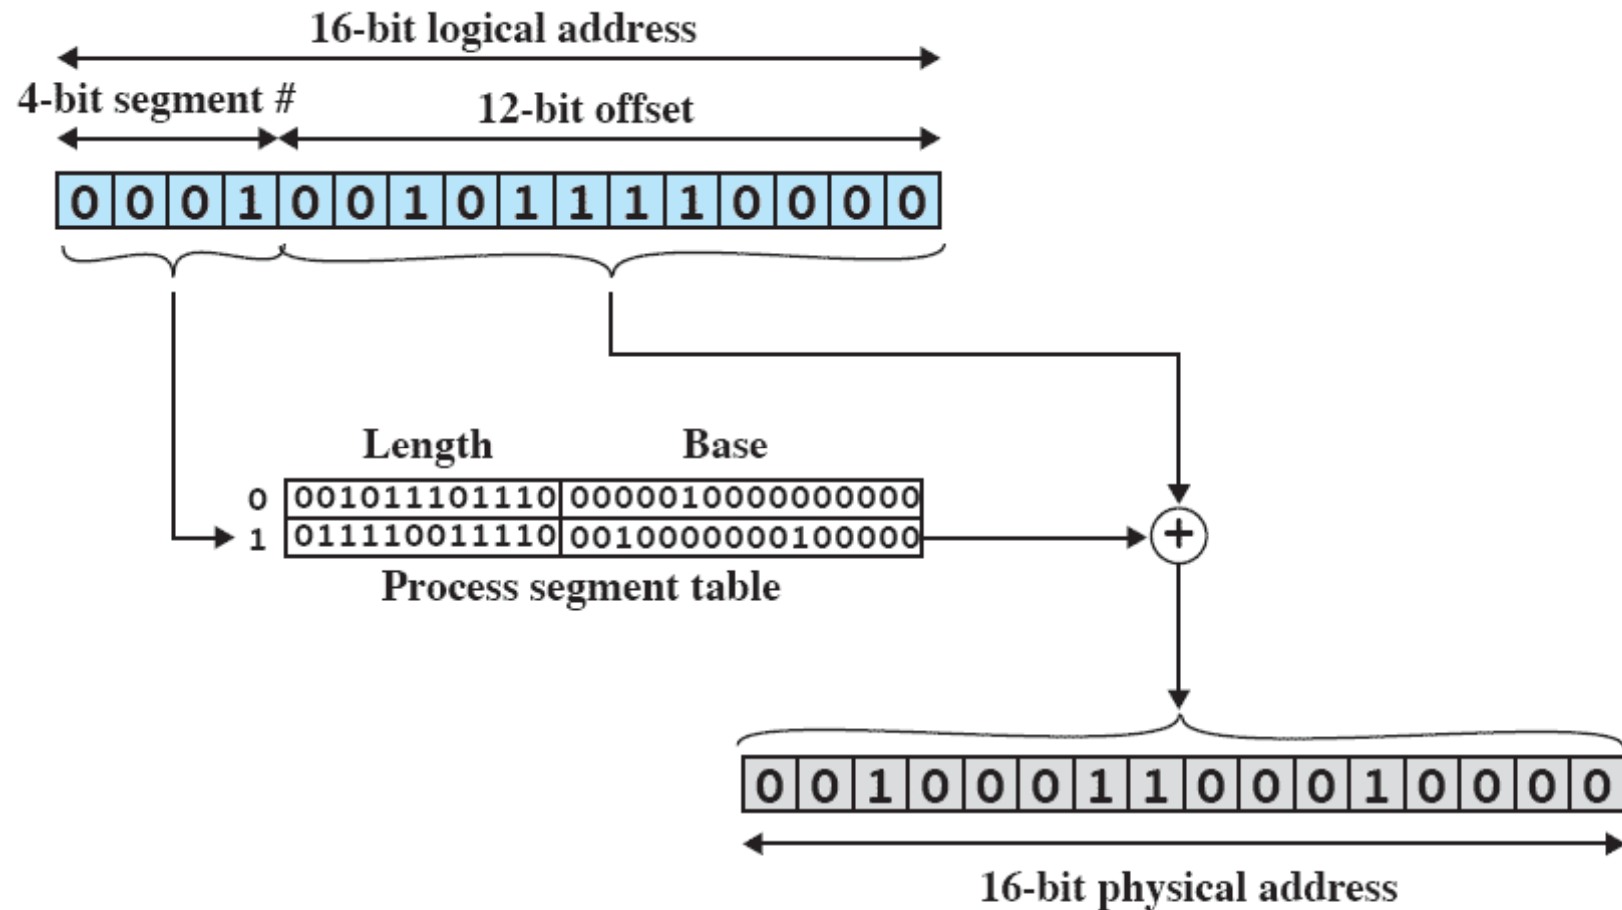 16-bit logical address
4-bit segment # 12-bit offset
0 0 0 1 0 0 1 0 1 1 1 1 0 0 0 0
Length Base
0 001011101110 0000010000000000
1 011110011110 0010000000100000
+
Process segment table
0 0 1 0 0 0 1 1 0 0 0 1 0 0 0 0
16-bit physical address